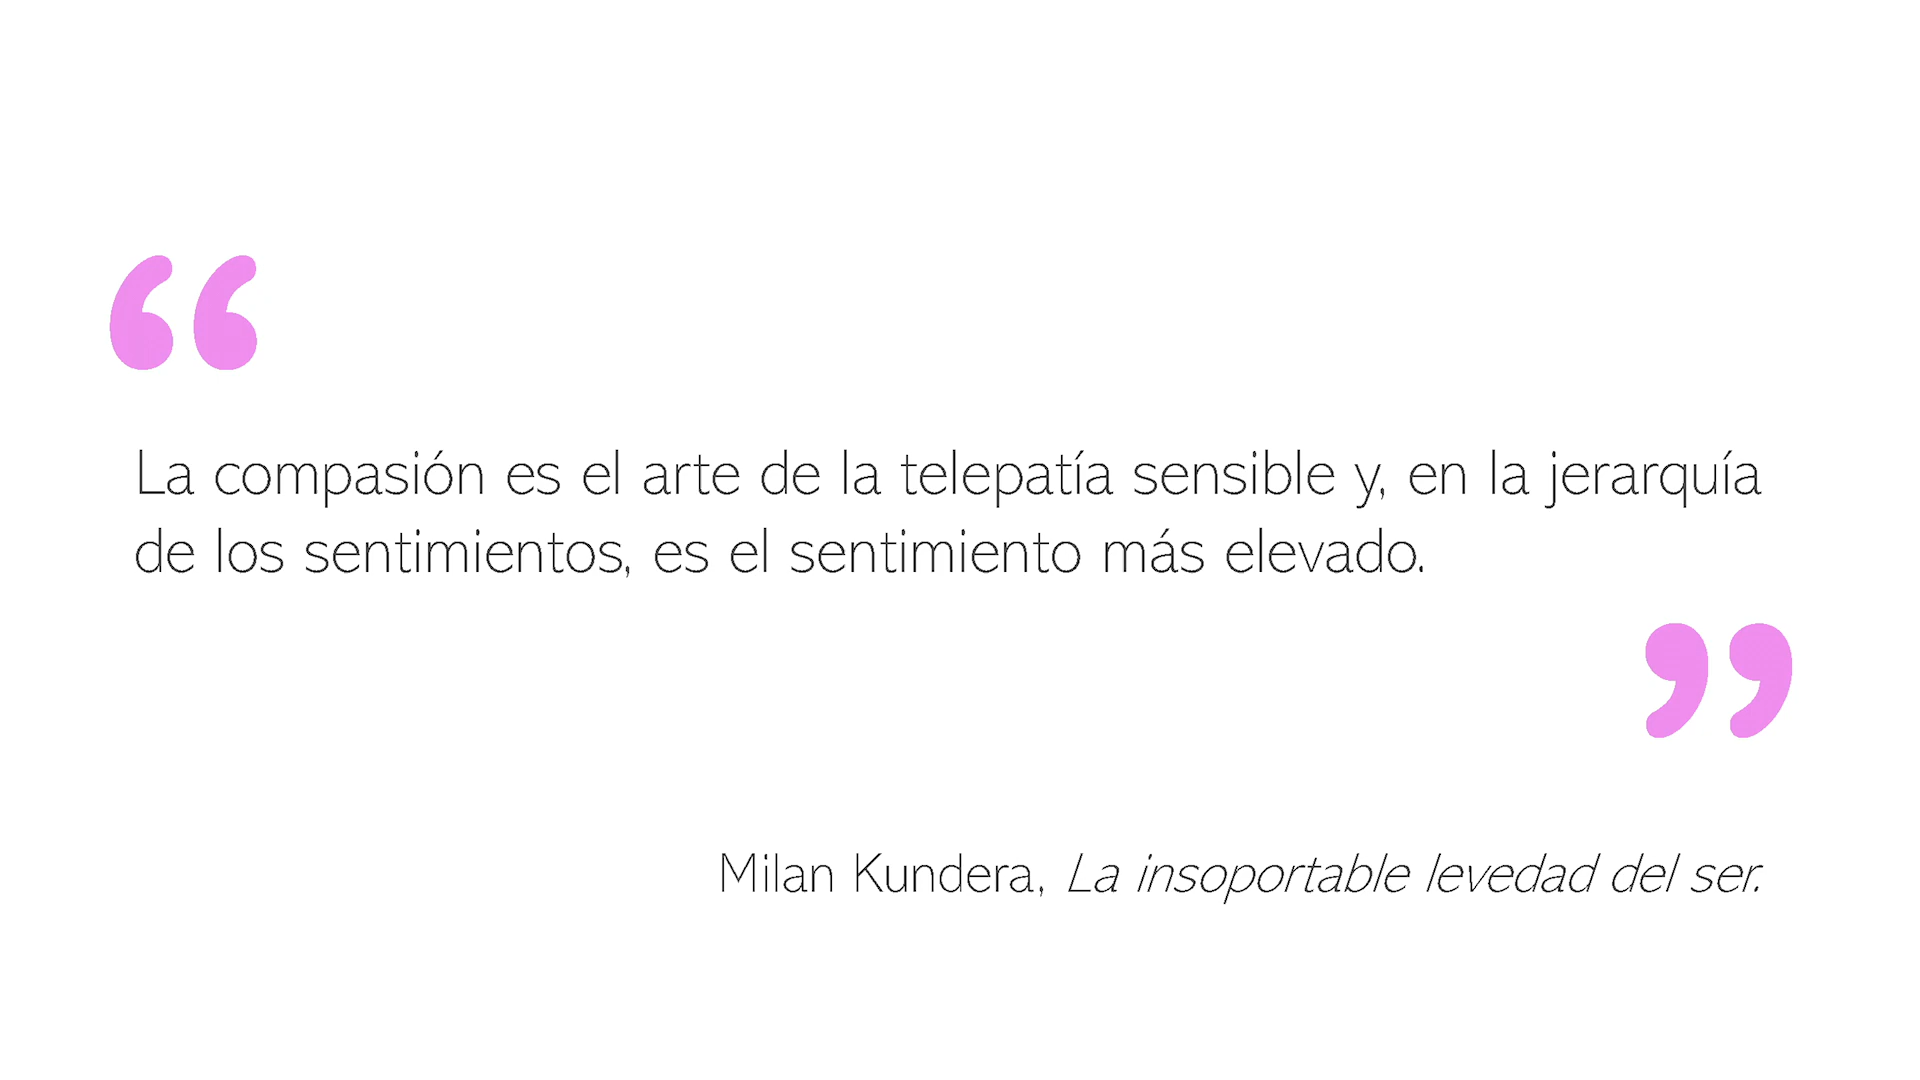 “
La compasión es el arte de la telepatía sensible y, en la jerarquía
de los sentimientos, es el sentimiento más elevado.
”
Milan Kundera, La insoportable levedad del ser.